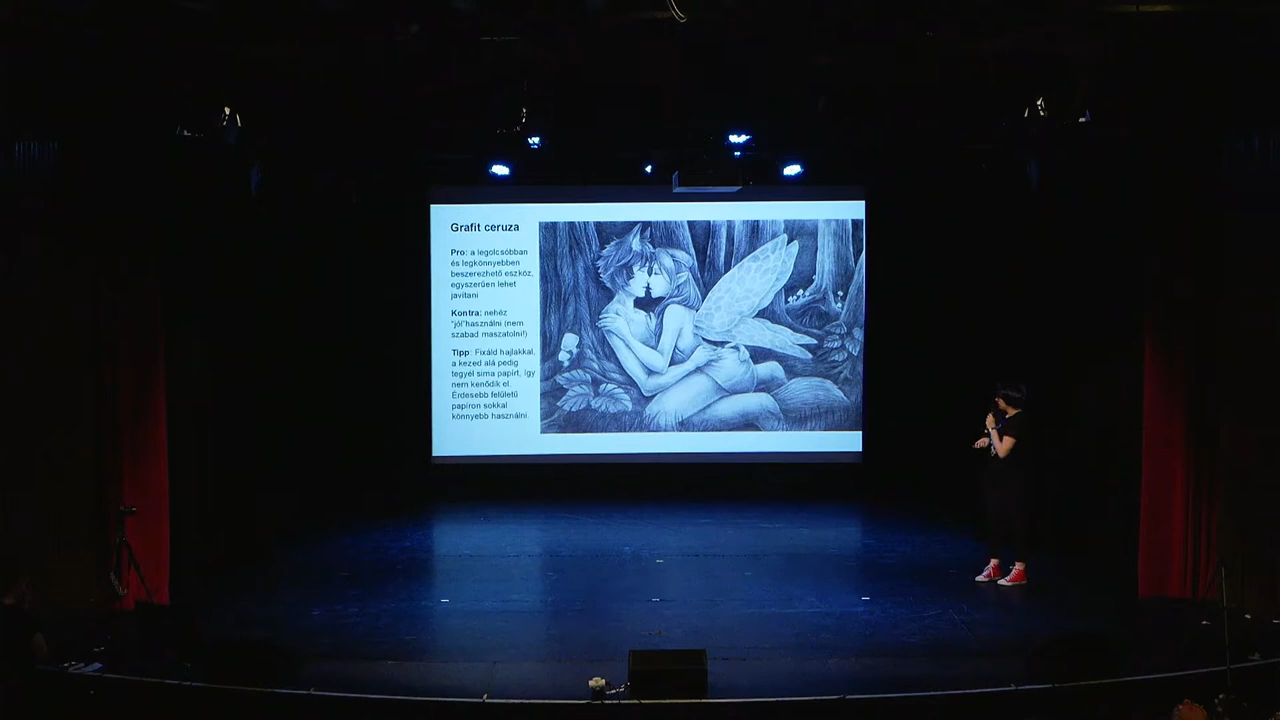 Grafit ceruza
Pro: a legolcsóbban
és legkönnyebben
beszerezhető eszköz,
egyszerűen lehet
javítani
Kontra: nehéz
"jól"használni (nem
szabad maszatolni!)
Tipp: Fixáld hajlakkal,
a kezed alá pedig
tegyél sima papírt, így
nem kenődik el.
Érdesebb felületű
papíron sokkal
könnyebb használni.